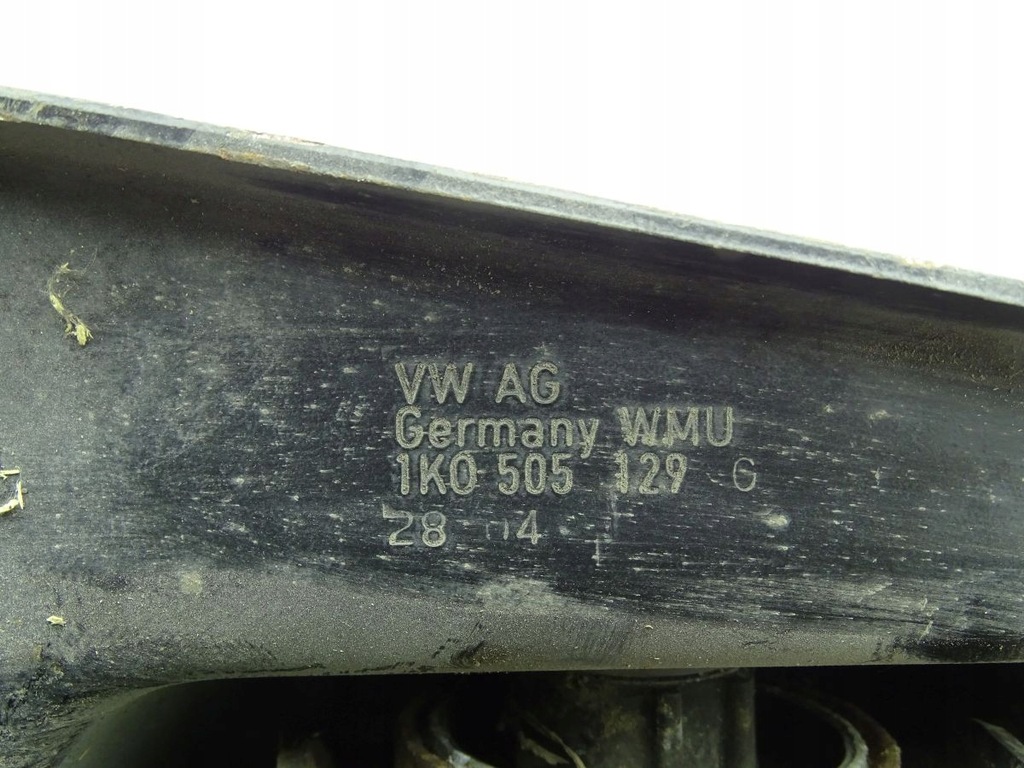 VW AG
Germany WMU
1K0 505 129 G
28 04